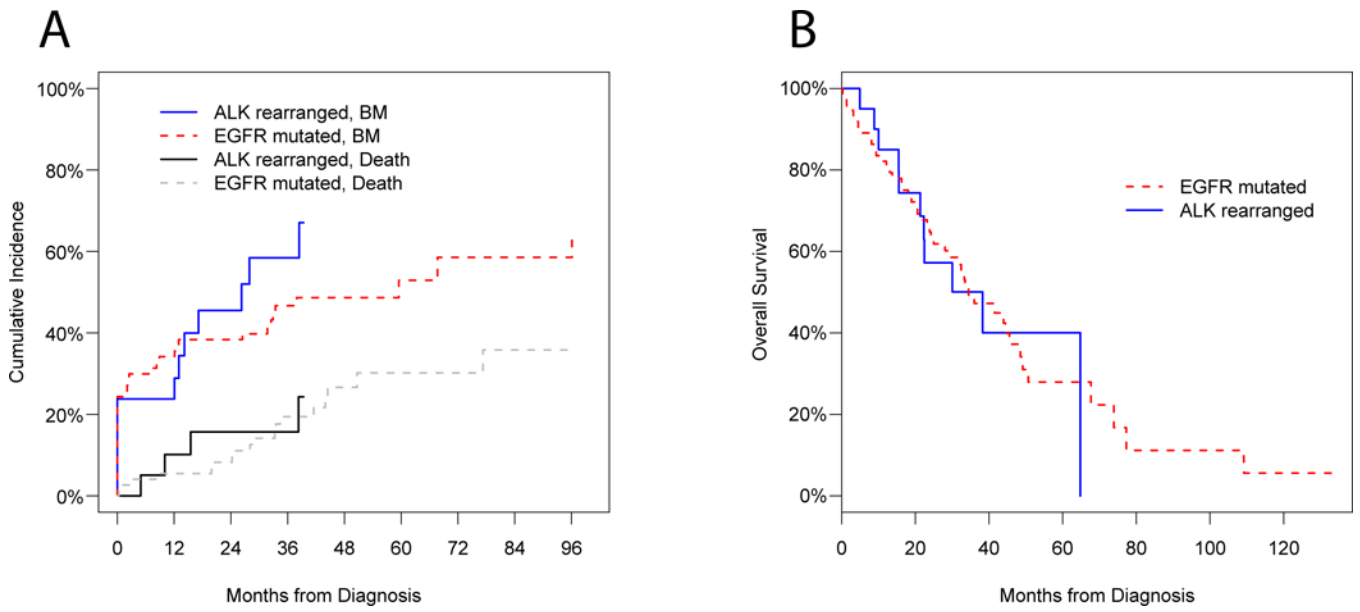 A
100%
80%
60%
40%
20%
0%
Cumulative Incidence
ALK rearranged, BM
EGFR mutated, BM
ALK rearranged, Death
EGFR mutated, Death
0 12 24 36 48 60 72 84 96
Months from Diagnosis
B
100%
80%
60%
40%
20%
0%
Overall Survival
EGFR mutated
ALK rearranged
0 20 40 60 80 100 120
Months from Diagnosis